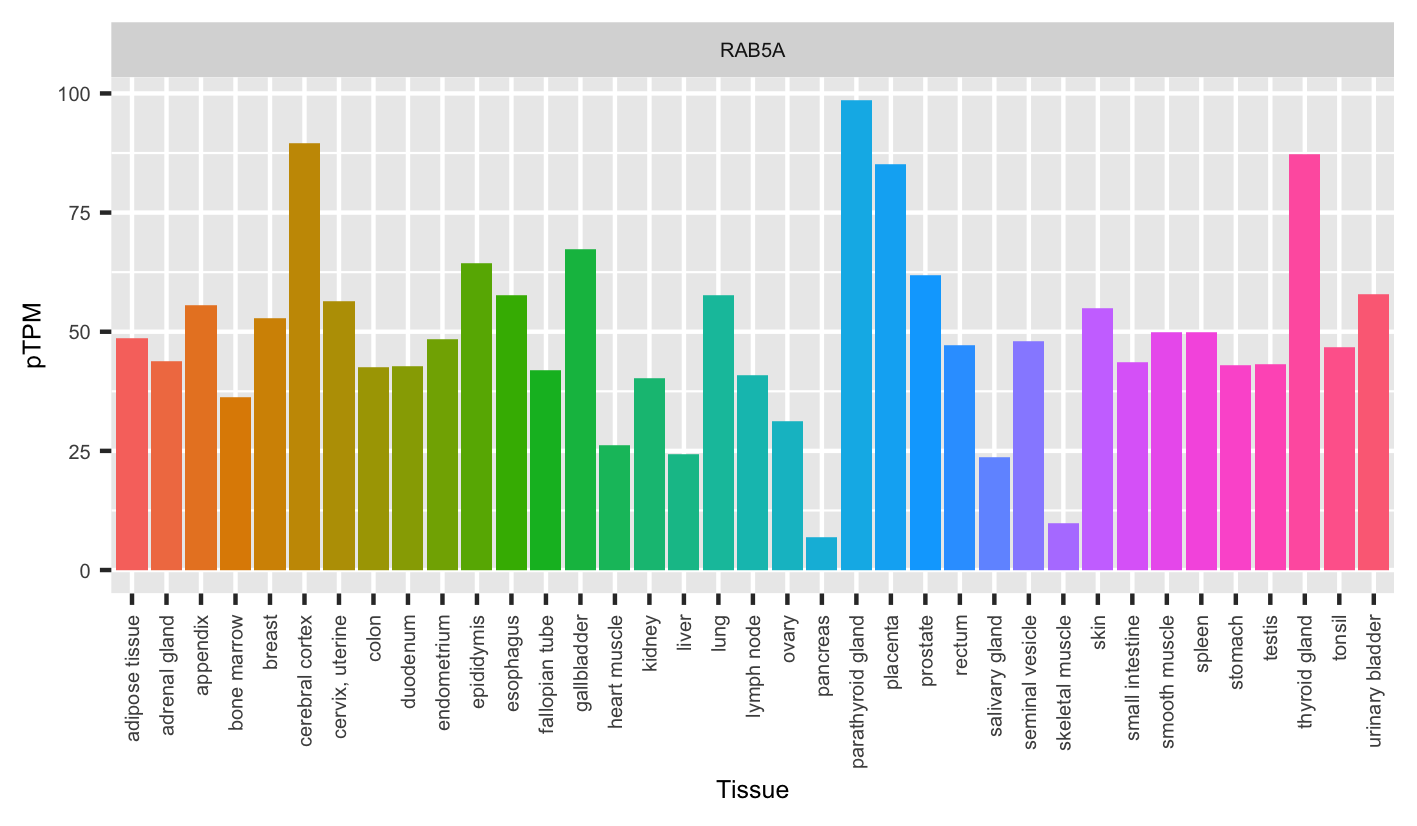 RAB5A
pTPM
100
75
50
25
0
adipose tissue
adrenal gland
appendix
bone marrow
breast
cerebral cortex
cervix, uterine
colon
duodenum
endometrium
epididymis
esophagus
fallopian tube
gallbladder
heart muscle
kidney
liver
lung
lymph node
ovary
pancreas
parathyroid gland
placenta
prostate
rectum
salivary gland
seminal vesicle
skeletal muscle
skin
small intestine
smooth muscle
spleen
stomach
testis
thyroid gland
tonsil
urinary bladder
Tissue